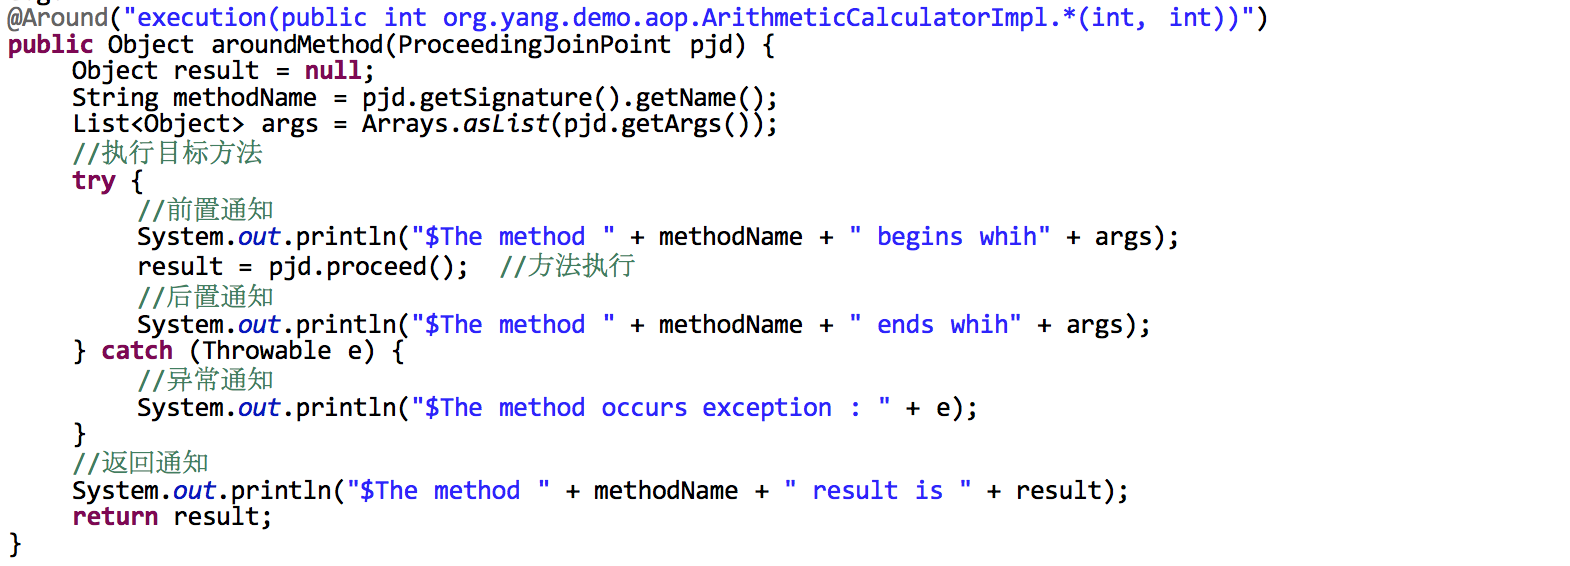 @Around("execution(public int org.yang.demo.aop.ArithmeticCalculatorImpl.*(int, int))")
public Object aroundMethod(ProceedingJoinPoint pjd) {
Object result = null;
String methodName = pjd.getSignature().getName();
List<Object> args = Arrays.asList(pjd.getArgs());
//执行目标方法
try {
//前置通知
System.out.println("$The method " + methodName + " begins whih" + args);
result = pjd.proceed();  //方法执行
//后置通知
System.out.println("$The method " + methodName + " ends whih" + args);
} catch (Throwable e) {
//异常通知
System.out.println("$The method occurs exception : " + e);
}
//返回通知
System.out.println("$The method " + methodName + " result is " + result);
return result;
}